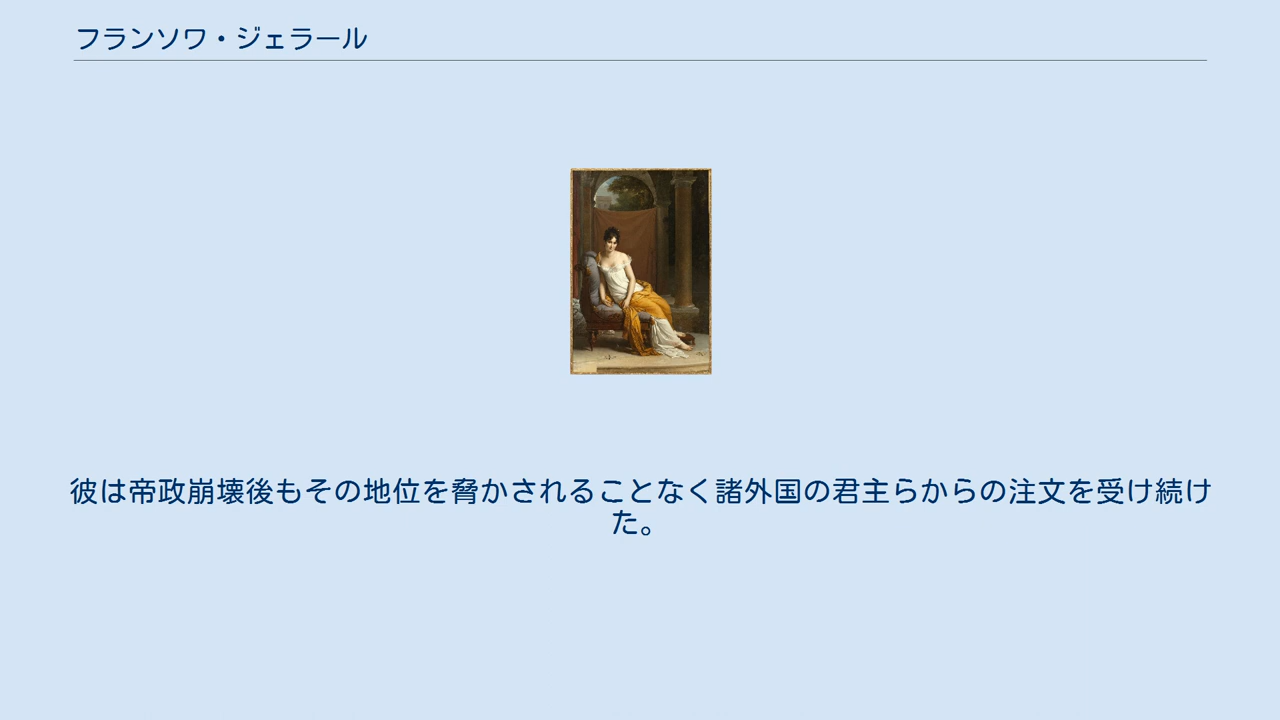 フランソワ・ジェラール
彼は帝政崩壊後もその地位を脅かされることなく諸外国の君主らからの注文を受け続け
た。